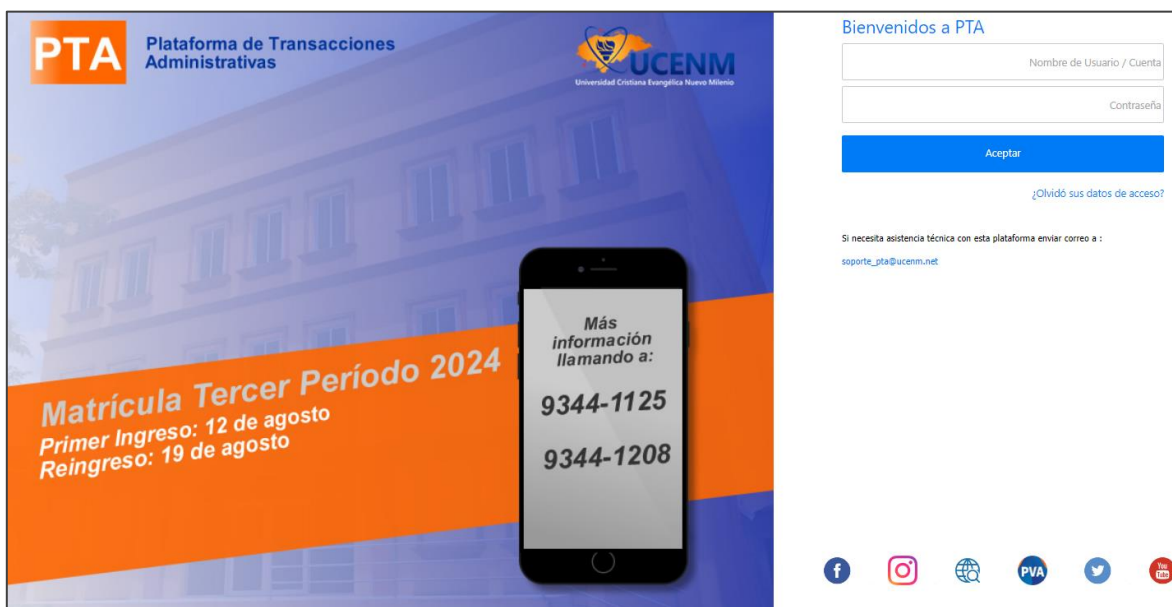 PTA
Plataforma de Transacciones
Administrativas
UCENM
Universidad Cristiana Evangélica Nuevo Milenio
Matrícula Tercer Período 2024
Primer Ingreso: 12 de agosto
Reingreso: 19 de agosto
Más
información
llamando a:
9344-1125
9344-1208
Bienvenidos a PTA
Nombre de Usuario / Cuenta
Contraseña
Aceptar
¿Olvidó sus datos de acceso?
Si necesita asistencia técnica con esta plataforma enviar correo a :
soporte_pta@ucenm.net
f
PVA
You
Tube